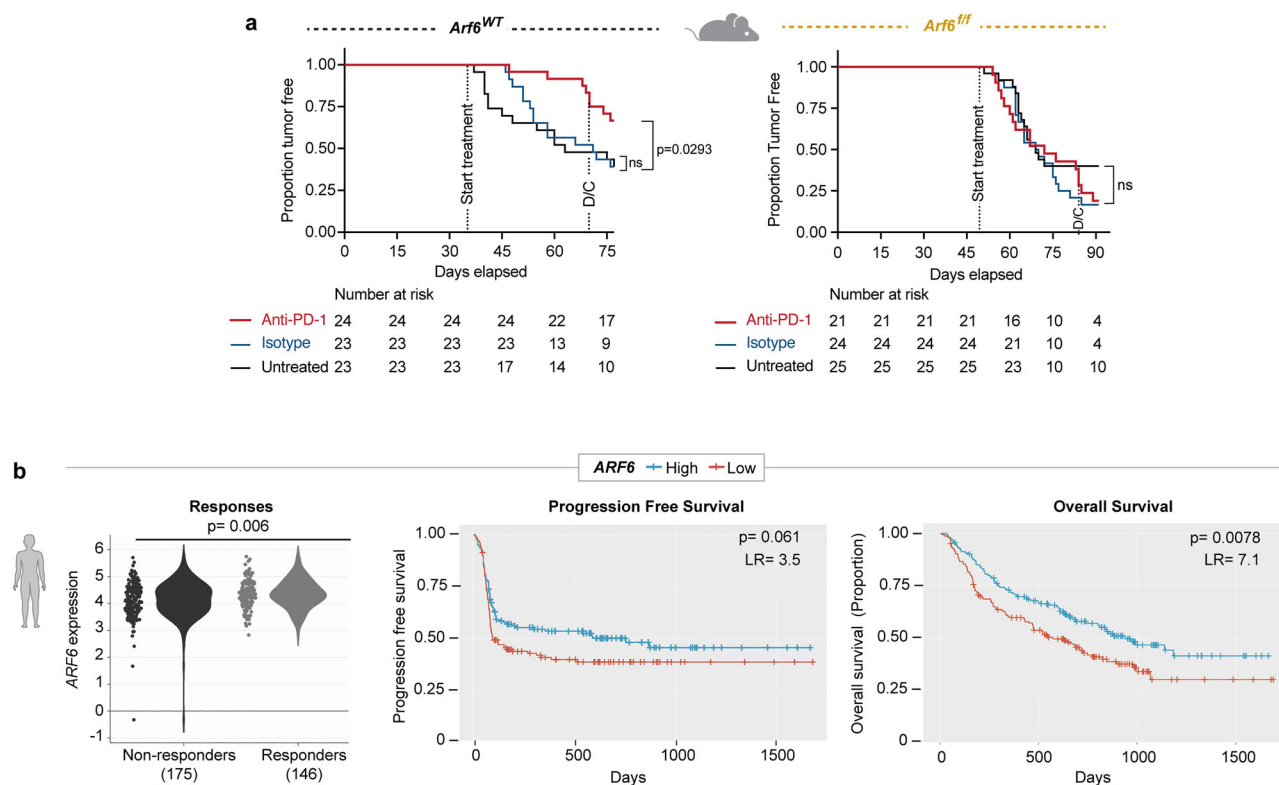 a
Arf6WT
Arf6f/f
Proportion tumor free
1.00
0.75
0.50
0.25
0.00
Start treatment
D/C
ns
p=0.0293
0 15 30 45 60 75
Days elapsed
Number at risk
Anti-PD-1 24 24 24 24 22 17
Isotype 23 23 23 23 13 9
Untreated 23 23 23 17 14 10
Proportion Tumor Free
1.00
0.75
0.50
0.25
0.00
Start treatment
D/C
ns
0 15 30 45 60 75 90
Days elapsed
Number at risk
Anti-PD-1 21 21 21 21 16 10 4
Isotype 24 24 24 24 21 10 4
Untreated 25 25 25 25 23 10 10
b
ARF6 High Low
Responses
p= 0.006
ARF6 expression
6
5
4
3
2
1
0
-1
Non-responders
(175)
Responders
(146)
Progression Free Survival
p= 0.061
LR= 3.5
Progression free survival
1.00
0.75
0.50
0.25
0
0 500 1000 1500
Days
Overall Survival
p= 0.0078
LR= 7.1
Overall survival (Proportion)
1.00
0.75
0.50
0.25
0
0 500 1000 1500
Days